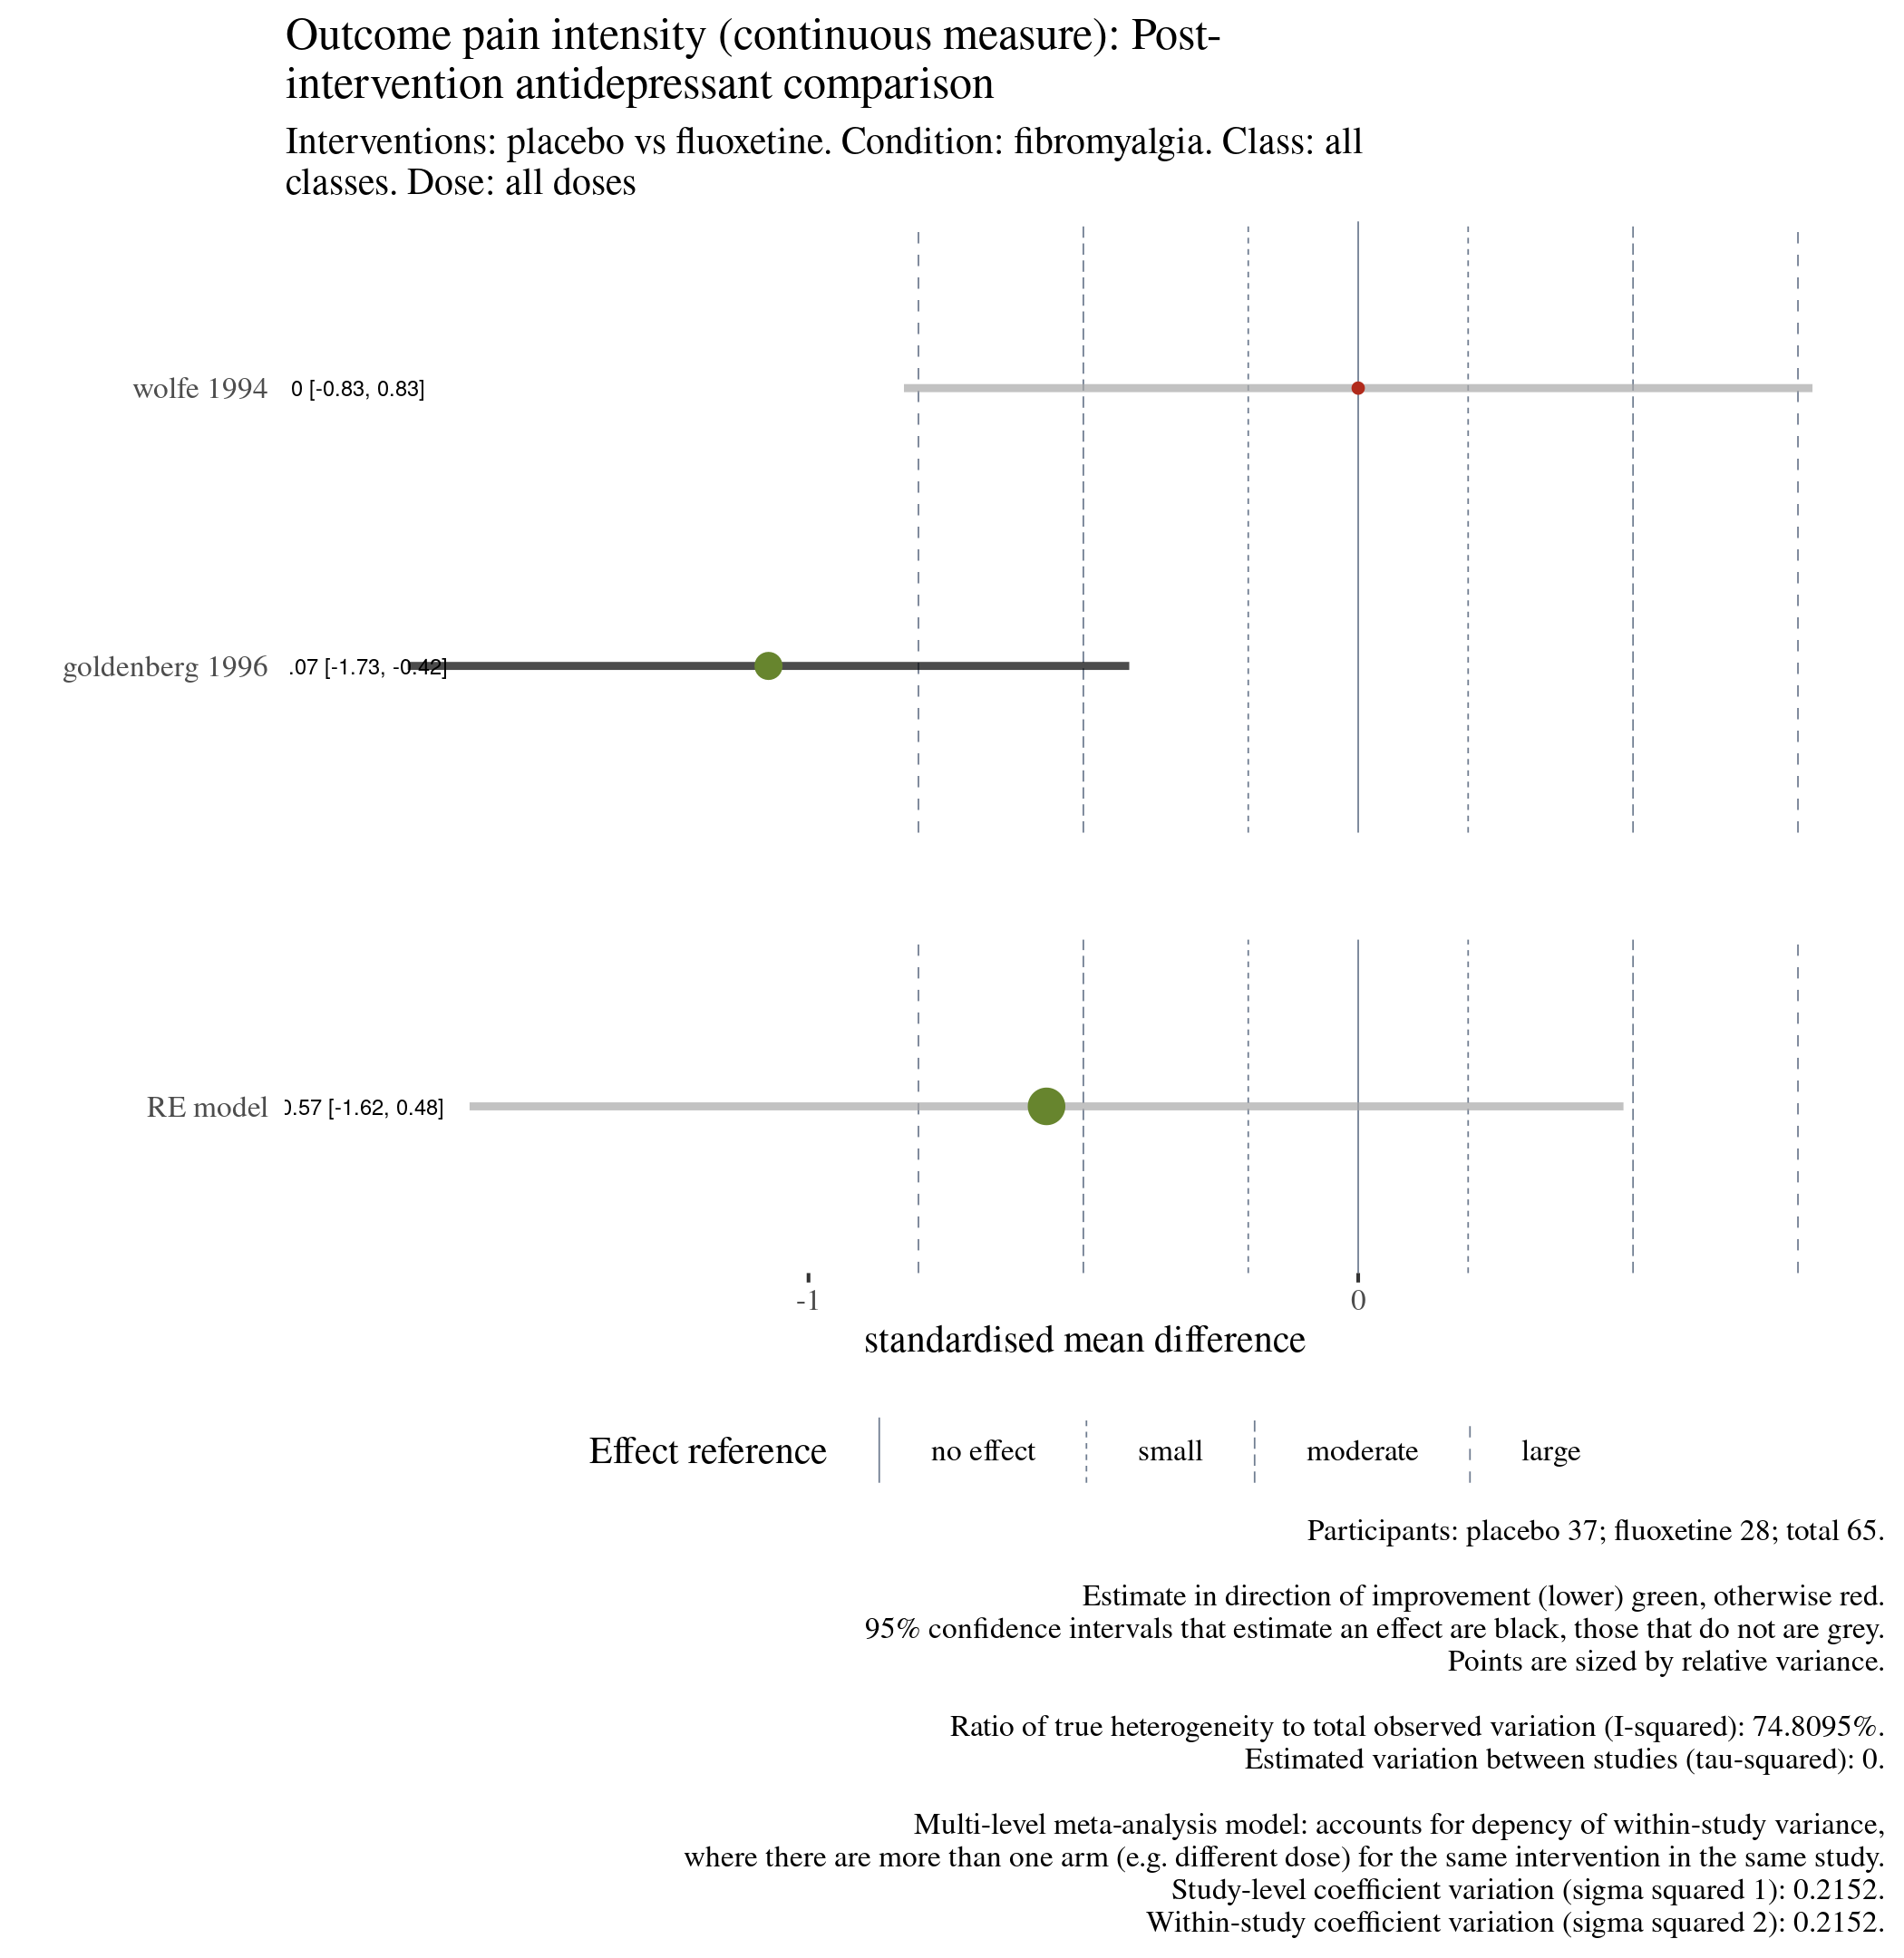 Outcome pain intensity (continuous measure): Post-
intervention antidepressant comparison
Interventions: placebo vs fluoxetine. Condition: fibromyalgia. Class: all
classes. Dose: all doses
wolfe 1994 0 [-0.83, 0.83]
goldenberg 1996 .07 [-1.73, -0.42]
RE model 0.57 [-1.62, 0.48]
-1 0
standardised mean difference
Effect reference no effect small moderate large
Participants: placebo 37; fluoxetine 28; total 65.
Estimate in direction of improvement (lower) green, otherwise red.
95% confidence intervals that estimate an effect are black, those that do not are grey.
Points are sized by relative variance.
Ratio of true heterogeneity to total observed variation (I-squared): 74.8095%.
Estimated variation between studies (tau-squared): 0.
Multi-level meta-analysis model: accounts for depency of within-study variance,
where there are more than one arm (e.g. different dose) for the same intervention in the same study.
Study-level coefficient variation (sigma squared 1): 0.2152.
Within-study coefficient variation (sigma squared 2): 0.2152.